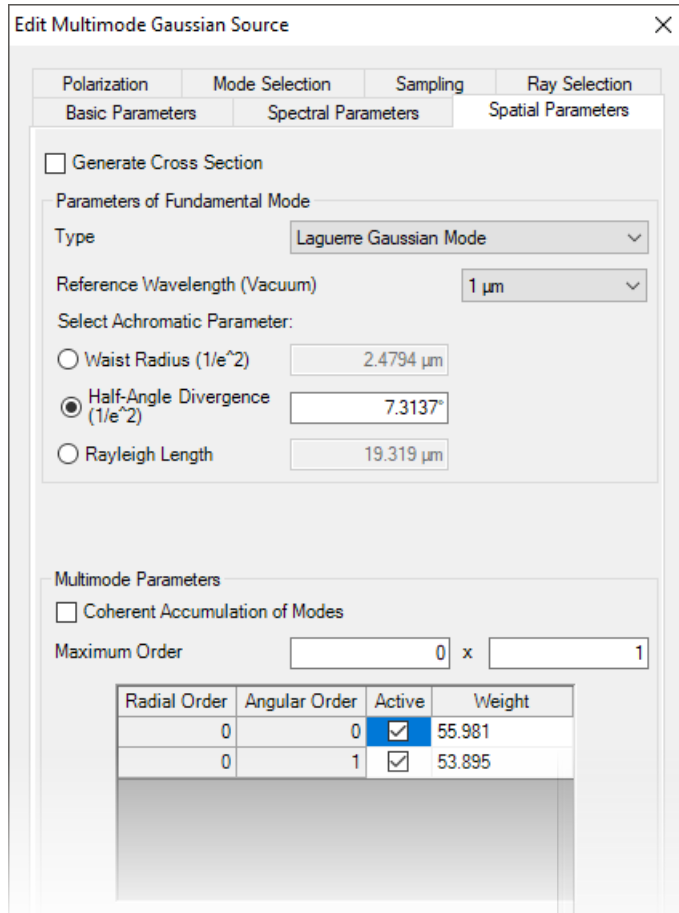 Edit Multimode Gaussian Source
Polarization Mode Selection Sampling Ray Selection
Basic Parameters Spectral Parameters Spatial Parameters
Generate Cross Section
Parameters of Fundamental Mode
Type Laguerre Gaussian Mode
Reference Wavelength (Vacuum) 1 µm
Select Achromatic Parameter:
Waist Radius (1/e^2) 2.4794 µm
Half-Angle Divergence
(1/e^2) 7.3137°
Rayleigh Length 19.319 µm
Multimode Parameters
Coherent Accumulation of Modes
Maximum Order 0 x 1
Radial Order Angular Order Active Weight
0 0 55.981
0 1 53.895